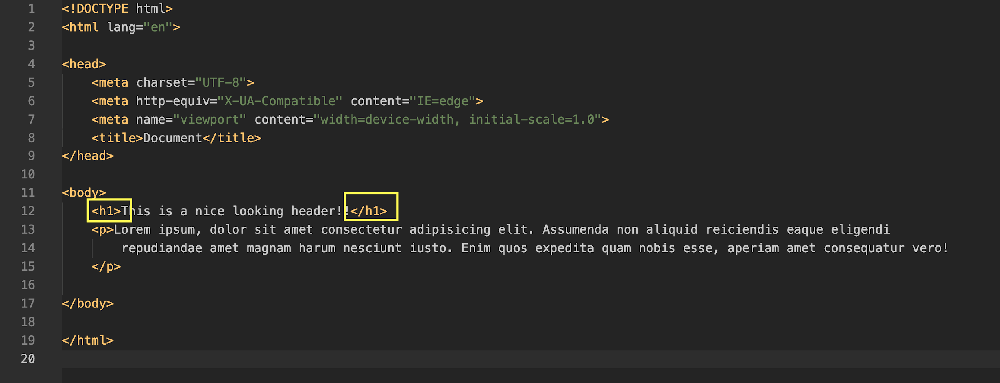 1 <!DOCTYPE html>
2 <html lang="en">
3
4 <head>
5     <meta charset="UTF-8">
6     <meta http-equiv="X-UA-Compatible" content="IE=edge">
7     <meta name="viewport" content="width=device-width, initial-scale=1.0">
8     <title>Document</title>
9 </head>
10
11 <body>
12     <h1>This is a nice looking header!!</h1>
13     <p>Lorem ipsum, dolor sit amet consectetur adipisicing elit. Assumenda non aliquid reiciendis eaque eligendi
14         repudiandae amet magnam harum nesciunt iusto. Enim quos expedita quam nobis esse, aperiam amet consequatur vero!
15     </p>
16
17 </body>
18
19 </html>
20